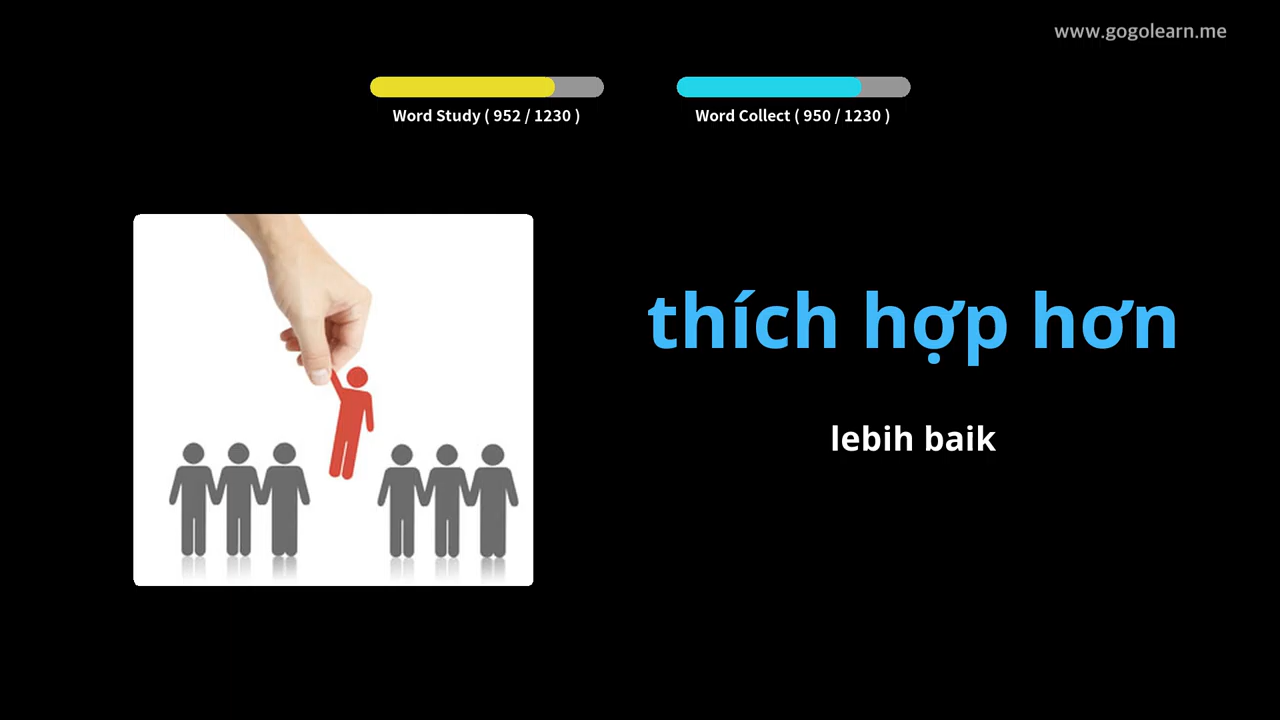 www.gogolearn.me
Word Study ( 952 / 1230 )
Word Collect ( 950 / 1230 )
thích hợp hơn
lebih baik